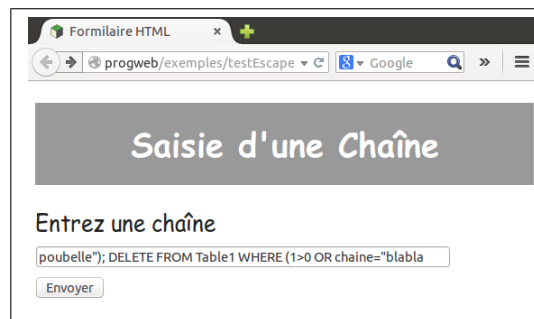 Formilaire HTML
progweb/exemples/testEscape
Google
Saisie d'une Chaîne
Entrez une chaîne
poubelle"); DELETE FROM Table1 WHERE (1>0 OR chaine="blabla
Envoyer